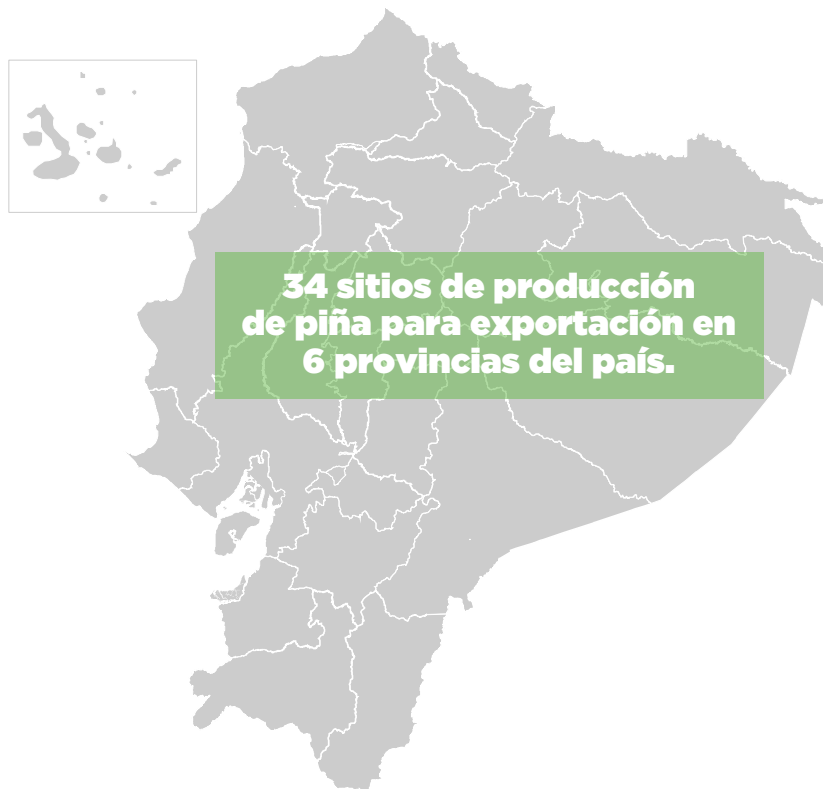 34 sitios de producción
de piña para exportación en
6 provincias del país.